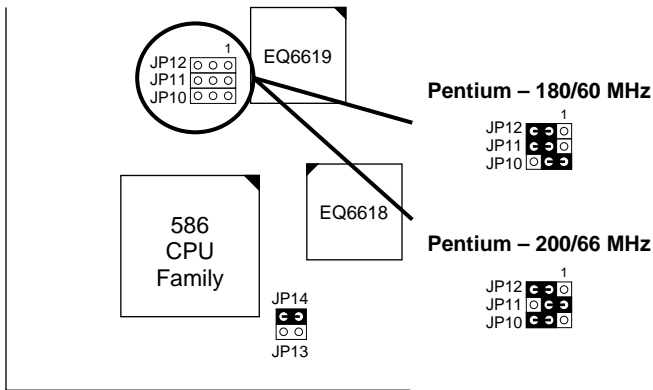 1
JP12
JP11
JP10
EQ6619
586
CPU
Family
EQ6618
JP14
JP13
Pentium – 180/60 MHz
1
JP12
JP11
JP10
Pentium – 200/66 MHz
1
JP12
JP11
JP10